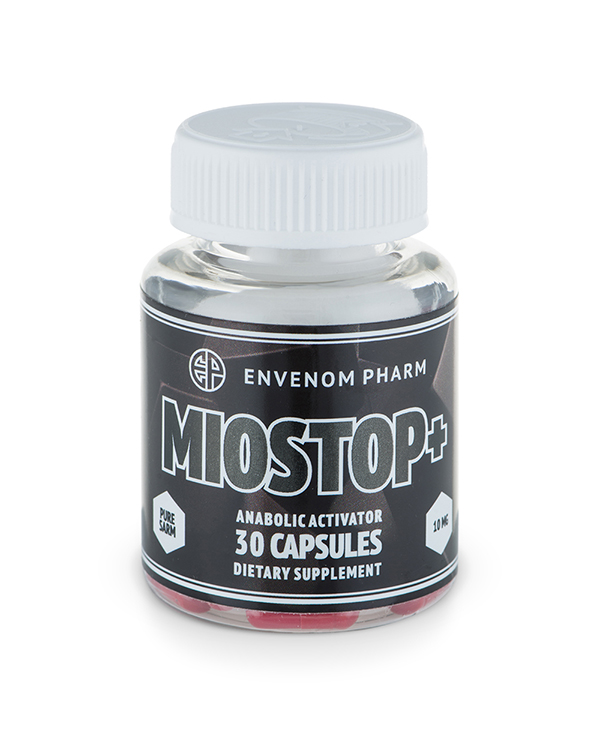 ENVENOM PHARM
MIOSTOP+
ANABOLIC ACTIVATOR
PURE
SARM
30 CAPSULES
10 MG
DIETARY SUPPLEMENT